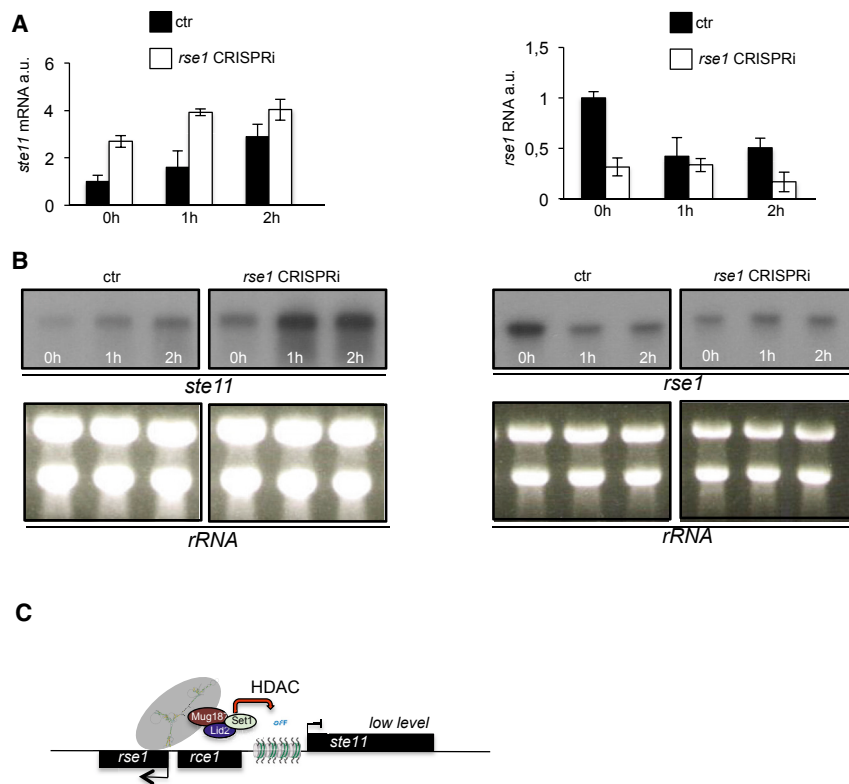 A
ctr
rse1 CRISPRi
ste11 mRNA a.u.
6
4
2
0
0h 1h 2h
ctr
rse1 CRISPRi
rse1 RNA a.u.
1,5
1
0,5
0
0h 1h 2h
B
ctr rse1 CRISPRi
0h 1h 2h 0h 1h 2h
ste11
rRNA
ctr rse1 CRISPRi
0h 1h 2h 0h 1h 2h
rse1
rRNA
C
HDAC
Mug18
Set1
Lid2
OFF
low level
ste11
rse1 rce1